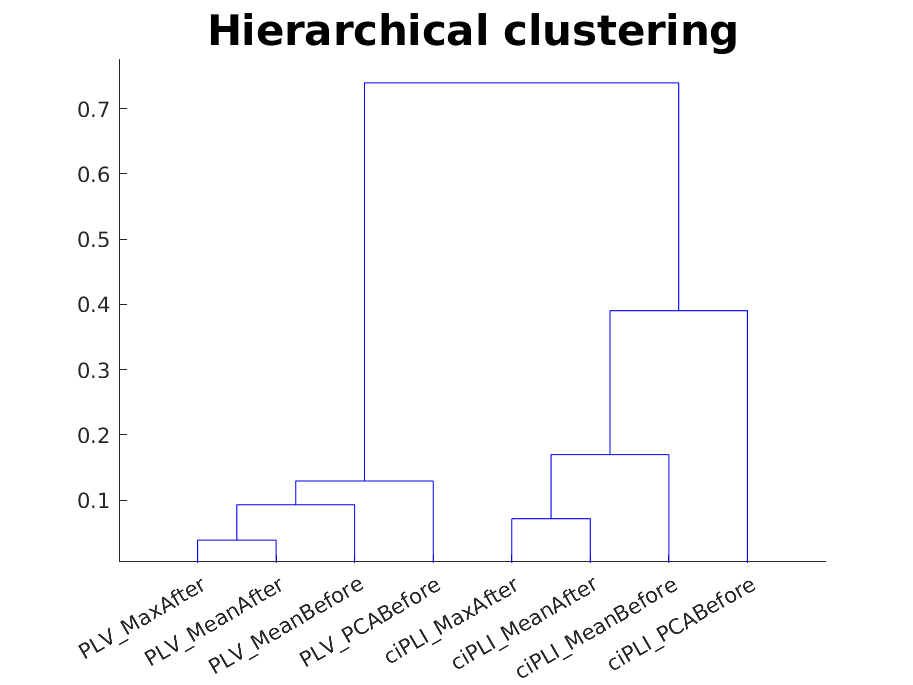 Hierarchical clustering
0.7
0.6
0.5
0.4
0.3
0.2
0.1
PLV_MaxAfter
PLV_MeanAfter
PLV_MeanBefore
PLV_PCABefore
ciPLI_MaxAfter
ciPLI_MeanAfter
ciPLI_MeanBefore
ciPLI_PCABefore